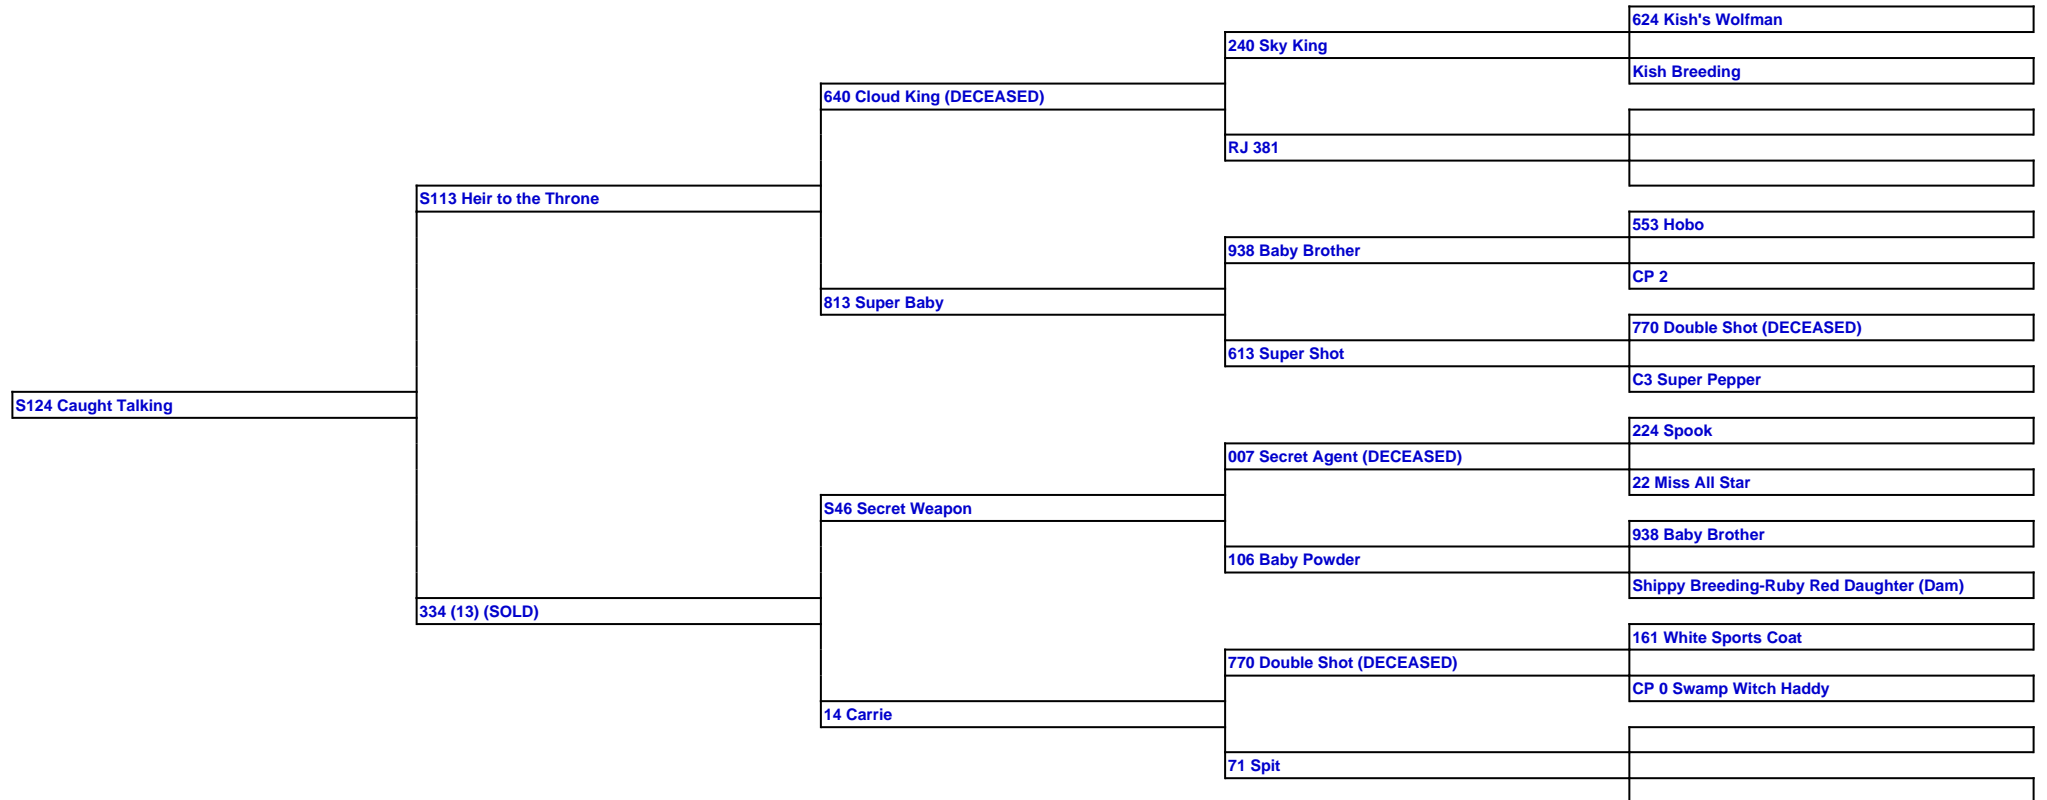 624 Kish's Wolfman
240 Sky King
Kish Breeding
640 Cloud King (DECEASED)
RJ 381
S113 Heir to the Throne
553 Hobo
938 Baby Brother
CP 2
813 Super Baby
770 Double Shot (DECEASED)
613 Super Shot
C3 Super Pepper
S124 Caught Talking
224 Spook
007 Secret Agent (DECEASED)
22 Miss All Star
S46 Secret Weapon
938 Baby Brother
106 Baby Powder
Shippy Breeding-Ruby Red Daughter (Dam)
334 (13) (SOLD)
161 White Sports Coat
770 Double Shot (DECEASED)
CP 0 Swamp Witch Haddy
14 Carrie
71 Spit